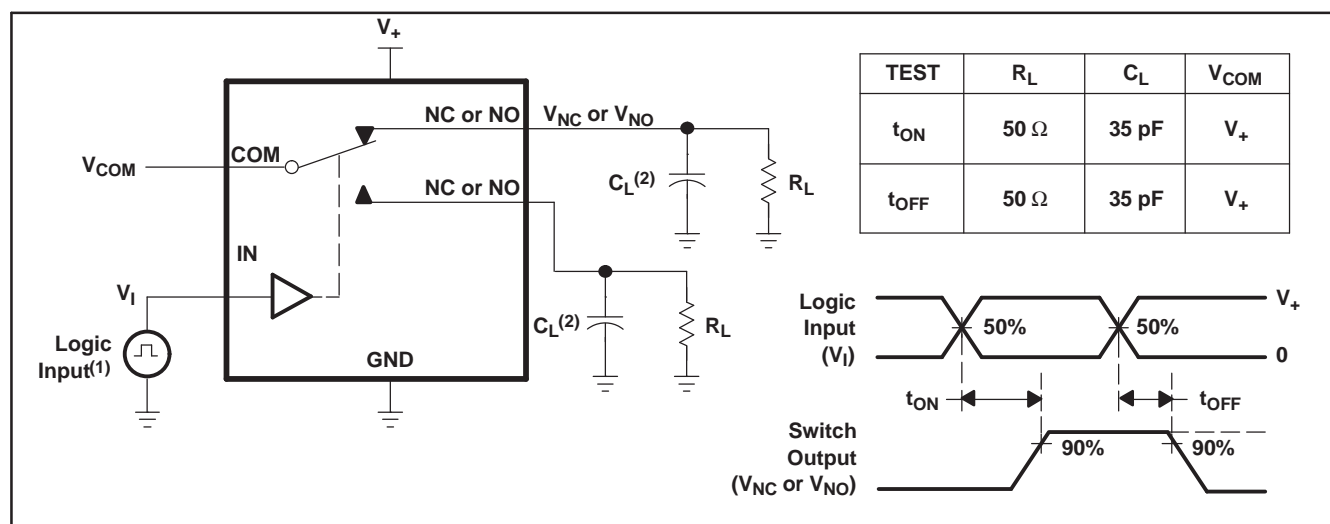 V+
NC or NO
VNC or VNO
COM
VCOM
CL(2)
RL
NC or NO
IN
VI
CL(2)
RL
Logic
Input(1)
GND
TEST RL CL VCOM
tON 50 Ω 35 pF V+
tOFF 50 Ω 35 pF V+
Logic
Input
(VI)
V+
50%
50%
0
tON
tOFF
Switch
Output
(VNC or VNO)
90%
90%